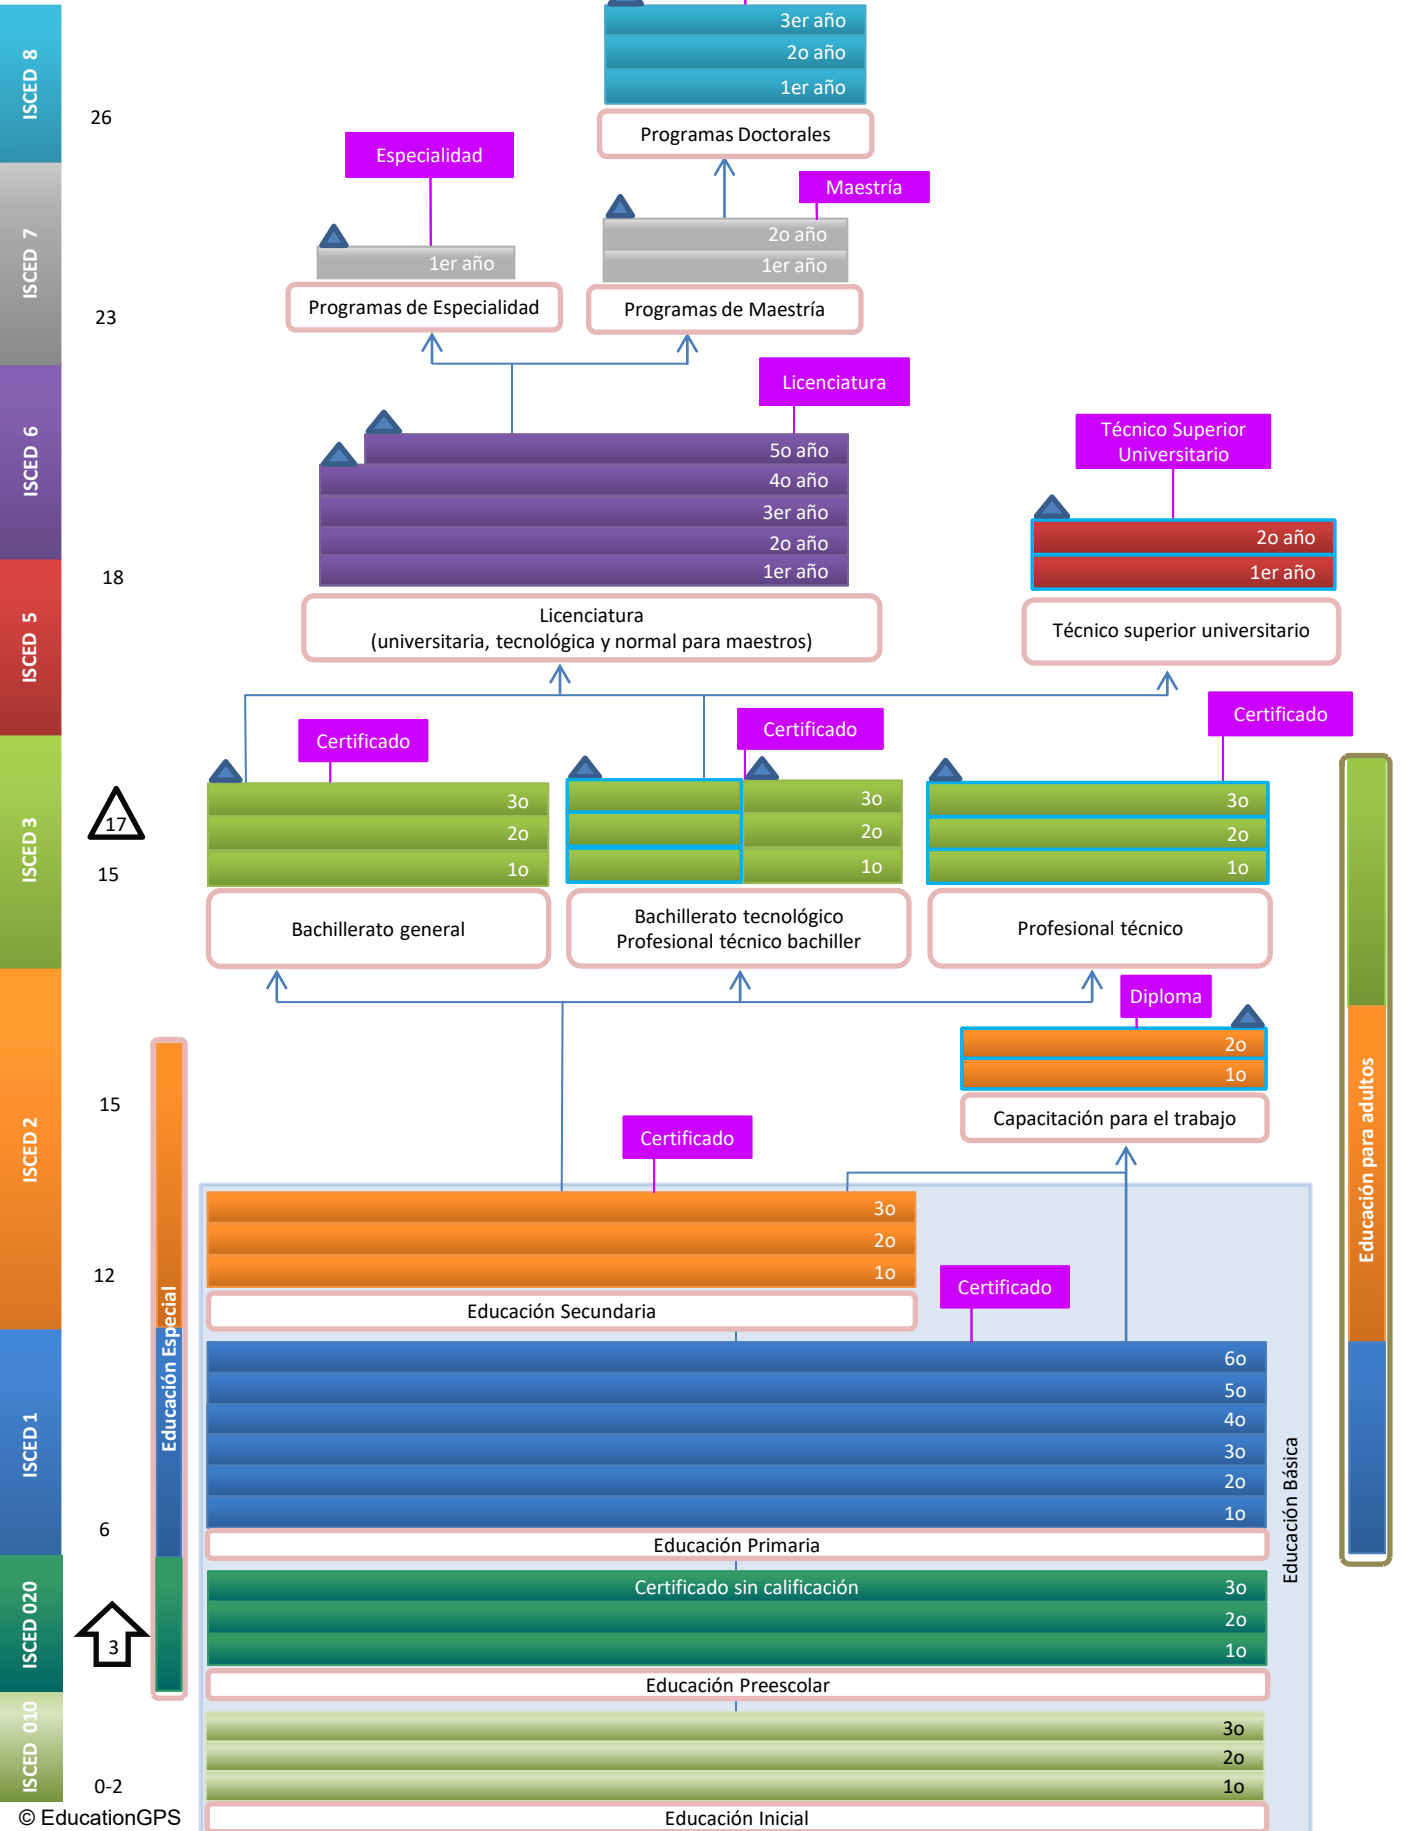 ISCED 8
3er año
2o año
1er año
26
Programas Doctorales
Especialidad
Maestría
ISCED 7
2o año
1er año
1er año
Programas de Especialidad
Programas de Maestría
23
Licenciatura
ISCED 6
5o año
4o año
3er año
2o año
1er año
Técnico Superior
Universitario
2o año
1er año
18
Licenciatura
(universitaria, tecnológica y normal para maestros)
Técnico superior universitario
ISCED 5
Certificado
Certificado
Certificado
ISCED 3
17
15
3o
2o
1o
3o
2o
1o
3o
2o
1o
Bachillerato general
Bachillerato tecnológico
Profesional técnico bachiller
Profesional técnico
Diploma
2o
1o
15
Capacitación para el trabajo
ISCED 2
Certificado
Educación para adultos
3o
2o
1o
12
Educación Secundaria
Certificado
Educación Especial
ISCED 1
6o
5o
4o
3o
2o
1o
6
Educación Primaria
Educación Básica
ISCED 020
3
Certificado sin calificación
3o
2o
1o
Educación Preescolar
ISCED 010
3o
2o
1o
0-2
Educación Inicial
© EducationGPS